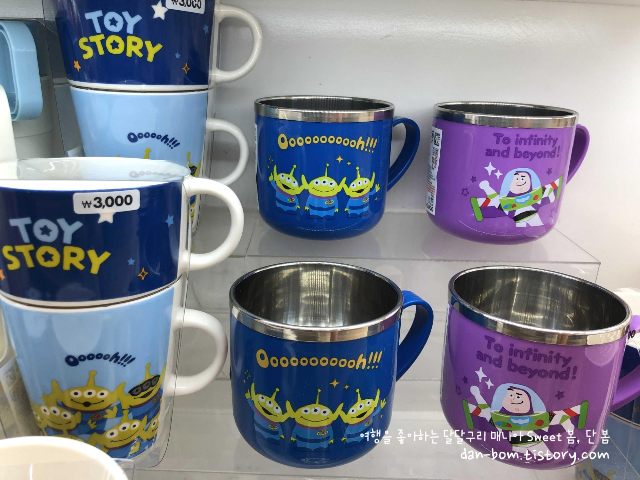 ₩3,000
TOY
STORY
Oooooh!!!
Ooooooooooh!!!
To infinity
and beyond!
₩3,000
TOY
STORY
Oooooh!!!
Ooooooooooh!!!
To infinity
and beyond!
여행을 좋아하는 달달구리 매니아 Sweet 봄, 단 봄
dan-bom.tistory.com